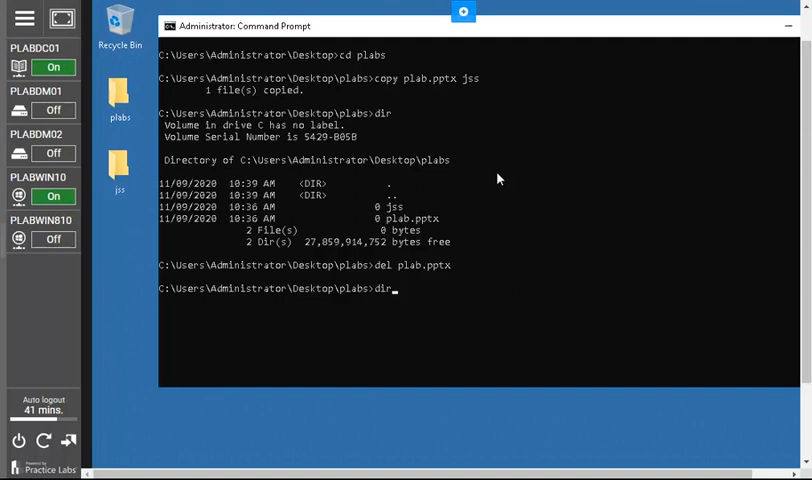 PLABDC01
On
PLABDM01
Off
PLABDM02
Off
PLABWIN10
On
PLABWIN810
Off
Auto logout
41 mins.
Powered by
Practice Labs
Recycle Bin
plabs
jss
Administrator: Command Prompt
C:\Users\Administrator\Desktop>cd plabs
C:\Users\Administrator\Desktop\plabs>copy plab.pptx jss
1 file(s) copied.
C:\Users\Administrator\Desktop\plabs>dir
Volume in drive C has no label.
Volume Serial Number is 5429-B05B
Directory of C:\Users\Administrator\Desktop\plabs
11/09/2020 10:39 AM <DIR> .
11/09/2020 10:39 AM <DIR> ..
11/09/2020 10:36 AM 0 jss
11/09/2020 10:36 AM 0 plab.pptx
2 File(s) 0 bytes
2 Dir(s) 27,859,914,752 bytes free
C:\Users\Administrator\Desktop\plabs>del plab.pptx
C:\Users\Administrator\Desktop\plabs>dir